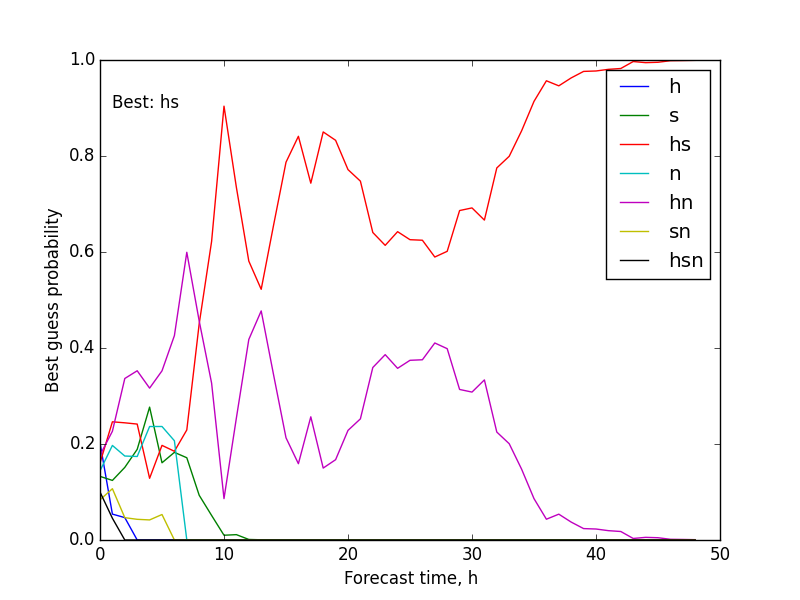 1.0
0.8
0.6
0.4
0.2
0.0
0
10
20
30
40
50
Best guess probability
Forecast time, h
Best: hs
h
s
hs
n
hn
sn
hsn